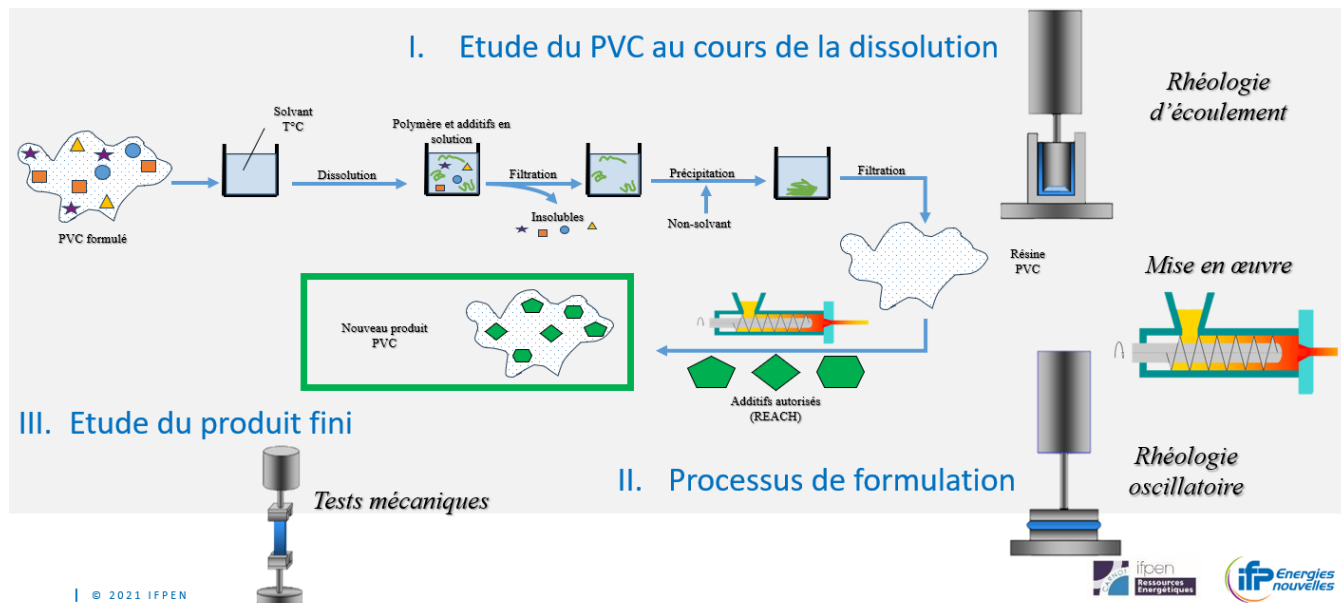 I. Etude du PVC au cours de la dissolution
Rhéologie
d'écoulement
Solvant
T°C
Polymère et additifs en
solution
Dissolution
Filtration
Précipitation
Filtration
Insolubles
Non-solvant
PVC formulé
Résine
PVC
Mise en œuvre
Nouveau produit
PVC
Additifs autorisés
(REACH)
III. Etude du produit fini
Tests mécaniques
II. Processus de formulation
Rhéologie
oscillatoire
CARNOT
ifpen
Ressources
Energétiques
ifp Energies
nouvelles
| © 2021 IFPEN